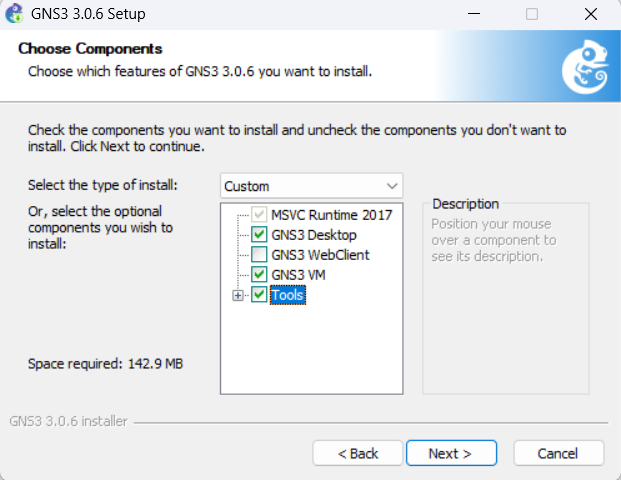 GNS3 3.0.6 Setup
Choose Components
Choose which features of GNS3 3.0.6 you want to install.
Check the components you want to install and uncheck the components you don't want to
install. Click Next to continue.
Select the type of install:
Custom
Or, select the optional
components you wish to
install:
MSVC Runtime 2017
GNS3 Desktop
GNS3 WebClient
GNS3 VM
Tools
Description
Position your mouse
over a component to
see its description.
Space required: 142.9 MB
GNS3 3.0.6 installer
< Back
Next >
Cancel